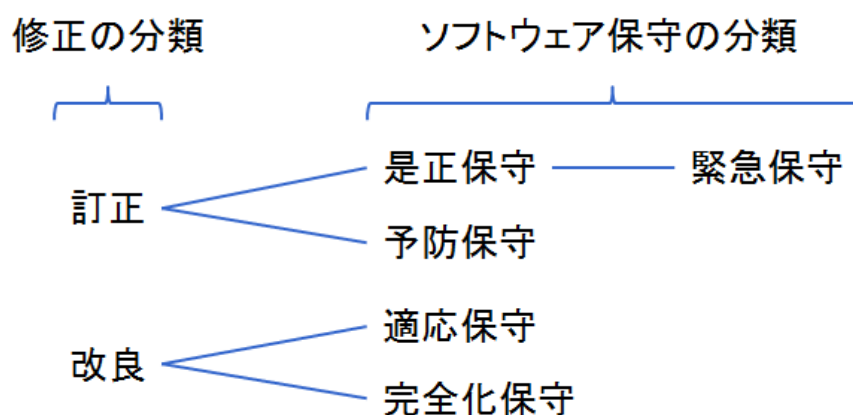 修正の分類
ソフトウェア保守の分類
訂正
是正保守
緊急保守
予防保守
改良
適応保守
完全化保守